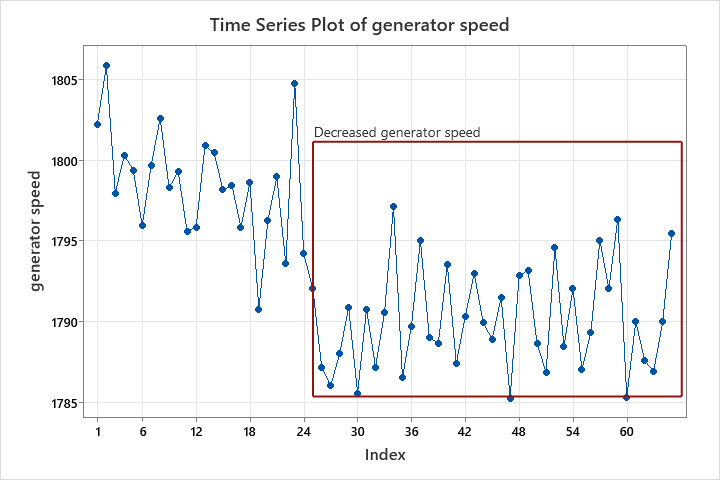 Time Series Plot of generator speed
1805
1800
1795
1790
1785
generator speed
Decreased generator speed
1 6 12 18 24 30 36 42 48 54 60
Index